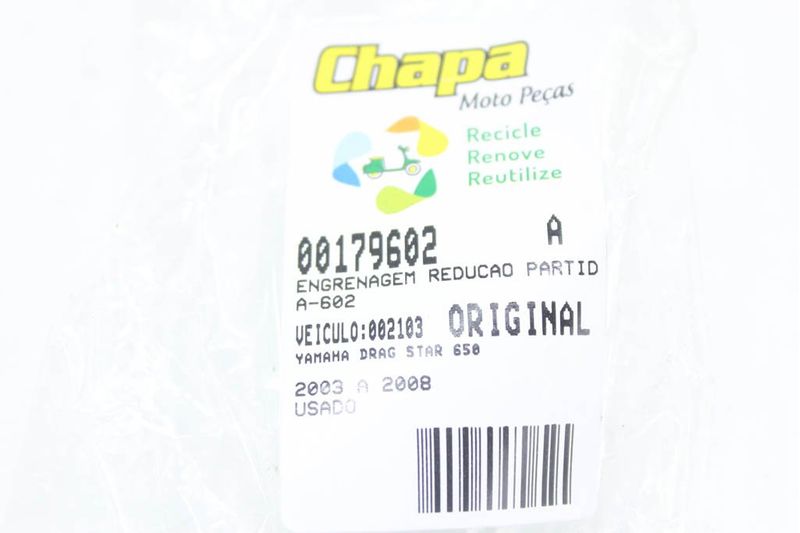 Chapa
Moto Peças
Recicle
Renove
Reutilize
00179602 A
ENGRENAGEM REDUCAO PARTID
A-602
VEICULO:002103 ORIGINAL
YAMAHA DRAG STAR 650
2003 A 2008
USADO